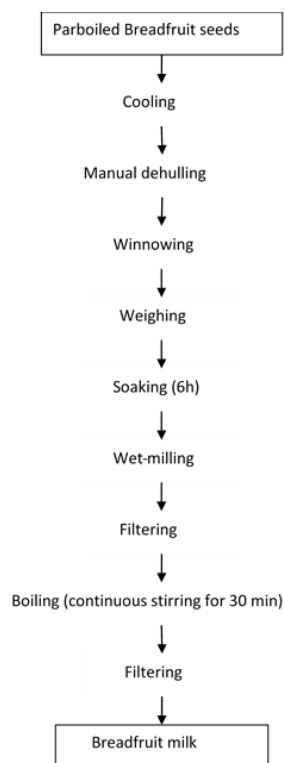 Parboiled Breadfruit seeds
Cooling
Manual dehulling
Winnowing
Weighing
Soaking (6h)
Wet-milling
Filtering
Boiling (continuous stirring for 30 min)
Filtering
Breadfruit milk